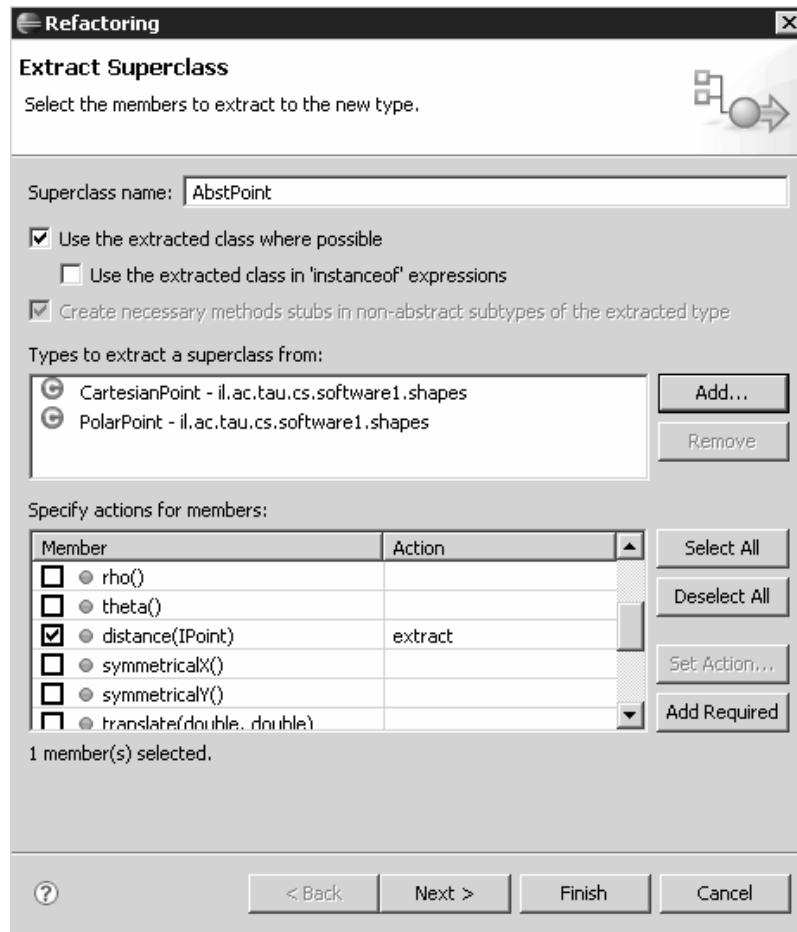 Refactoring
Extract Superclass
Select the members to extract to the new type.
Superclass name: AbstPoint
Use the extracted class where possible
Use the extracted class in 'instanceof' expressions
Create necessary methods stubs in non-abstract subtypes of the extracted type
Types to extract a superclass from:
CartesianPoint - il.ac.tau.cs.software1.shapes
PolarPoint - il.ac.tau.cs.software1.shapes
Add...
Remove
Specify actions for members:
Member Action
rho()
theta()
distance(IPoint) extract
symmetricalX()
symmetricalY()
translate(double, double)
Select All
Deselect All
Set Action...
Add Required
1 member(s) selected.
? < Back Next > Finish Cancel